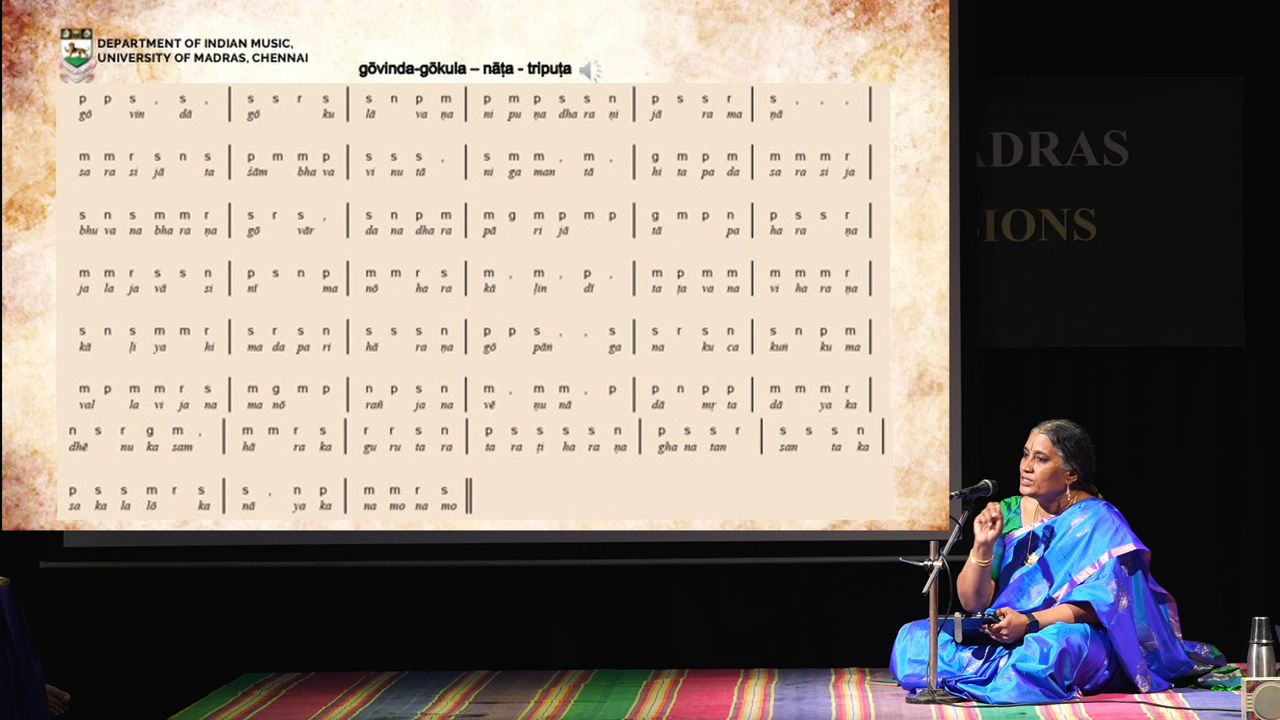 DEPARTMENT OF INDIAN MUSIC,
UNIVERSITY OF MADRAS, CHENNAI
gōvinda-gōkula – nāṭa - tripuṭa
p p s , s , | s s r s | s n p m | p m p s s n | p s s r | s , , , |
gō vin dā gō ku lā va ṇa ni pu ṇa dha ra ṇi jā ra ma ṇā
m m r s n s | p m m p | s s s , | s m m , m , | g m p m | m m m r |
sa ra si jā ta śām bha va vi nu tā ni ga man tā hi ta pa da sa ra si ja
s n s m m r | s r s , | s n p m | m g m p m p | g m p n | p s s r |
bhu va na bha ra ṇa gō vār da na dha ra pā ri jā tā pa ha ra ṇa
m m r s s n | p s n p | m m r s | m , m , p , | m p m m | m m m r |
ja la ja vā si nī ma nō ha ra kā ḷin dī ta ṭa va na vi ha ra ṇa
s n s m m r | s r s n | s s s n | p p s , , s | s r s n | s n p m |
kā ḷi ya hi ma da pa ri hā ra ṇa gō pāṅ ga na ku ca kuṅ ku ma
m p m m r s | m g m p | n p s n | m , m m , p | p n p p | m m m r |
val la vi ja na ma nō rañ ja na vē ṇu nā dā mṛ ta dā ya ka
n s r g m , | m m r s | r r s n | p s s s s n | p s s r | s s s n |
dhē nu ka sam hā ra ka gu ru ta ra ta ra ṭi ha ra ṇa gha na tan san ta ka
p s s m r s | s , n p | m m r s ||
sa ka la lō ka nā ya ka na mo na mo
ADRAS
IONS